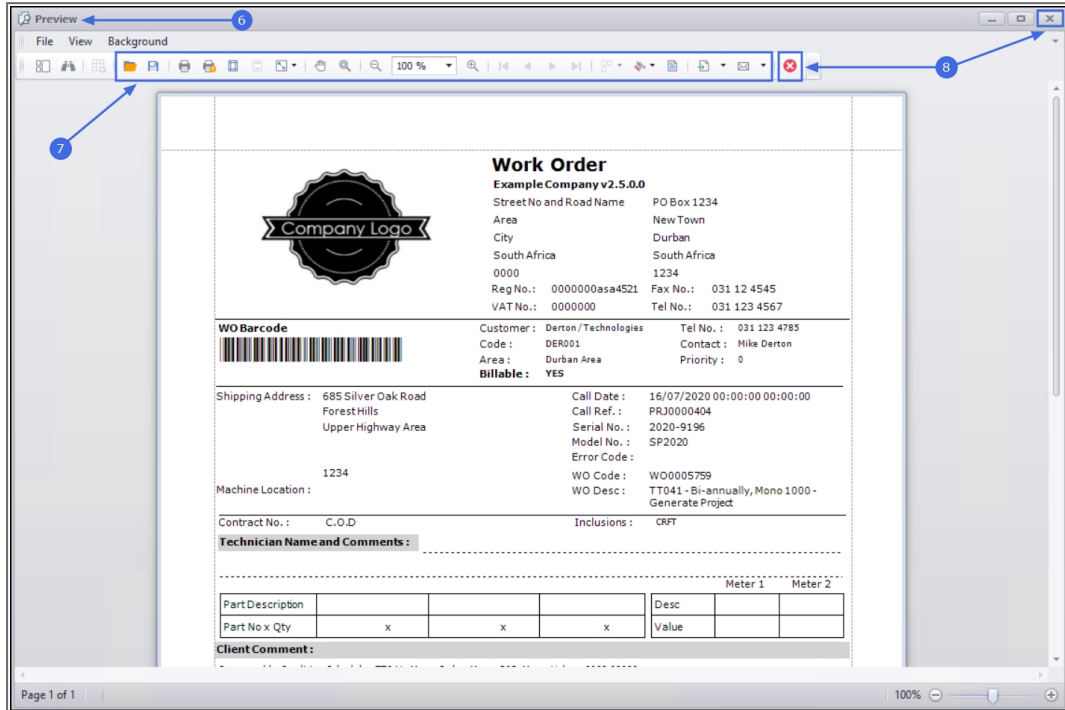 Preview
6
File View Background
100 %
8
7
Company Logo
Work Order
Example Company v2.5.0.0
Street No and Road Name PO Box 1234
Area New Town
City Durban
South Africa South Africa
0000 1234
Reg No.: 0000000asa4521 Fax No.: 031 12 4545
VAT No.: 0000000 Tel No.: 031 123 4567
WO Barcode
Customer : Derton / Technologies Tel No. : 031 123 4785
Code : DER001 Contact : Mike Derton
Area : Durban Area Priority : 0
Billable : YES
Shipping Address : 685 Silver Oak Road Call Date : 16/07/2020 00:00:00 00:00:00
Forest Hills Call Ref. : PRJ0000404
Upper Highway Area Serial No. : 2020-9196
Model No. : SP2020
Error Code :
1234 WO Code : WO0005759
Machine Location : WO Desc : TT041 - Bi-annually, Mono 1000 -
Generate Project
Contract No. : C.O.D Inclusions : CRFT
Technician Name and Comments :
Meter 1 Meter 2
Part Description Desc
Part No x Qty x x x Value
Client Comment :
Page 1 of 1 100%